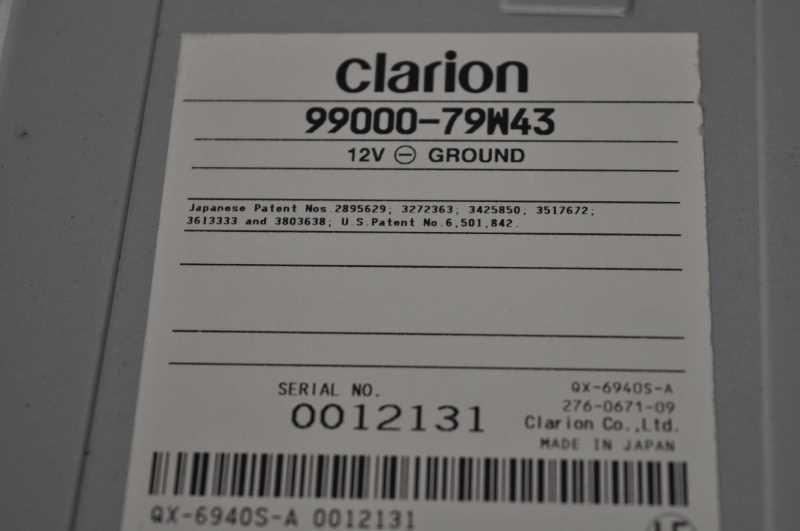 clarion
99000-79W43
12V ⊖ GROUND
Japanese Patent Nos.2895629; 3272363; 3425850; 3517672;
3613333 and 3803638; U.S.Patent No.6,501,842.
SERIAL NO.
0012131
QX-6940S-A
276-0671-09
Clarion Co.,Ltd.
MADE IN JAPAN
QX-6940S-A 0012131